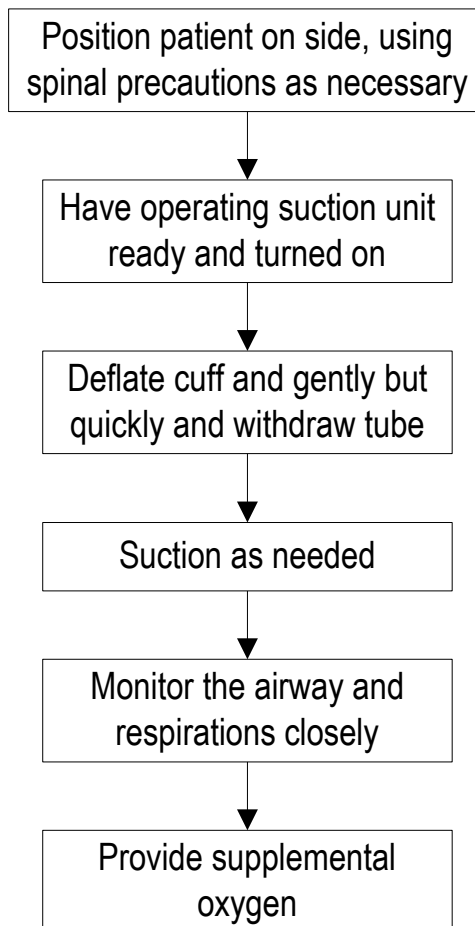 Position patient on side, using
spinal precautions as necessary
Have operating suction unit
ready and turned on
Deflate cuff and gently but
quickly and withdraw tube
Suction as needed
Monitor the airway and
respirations closely
Provide supplemental
oxygen